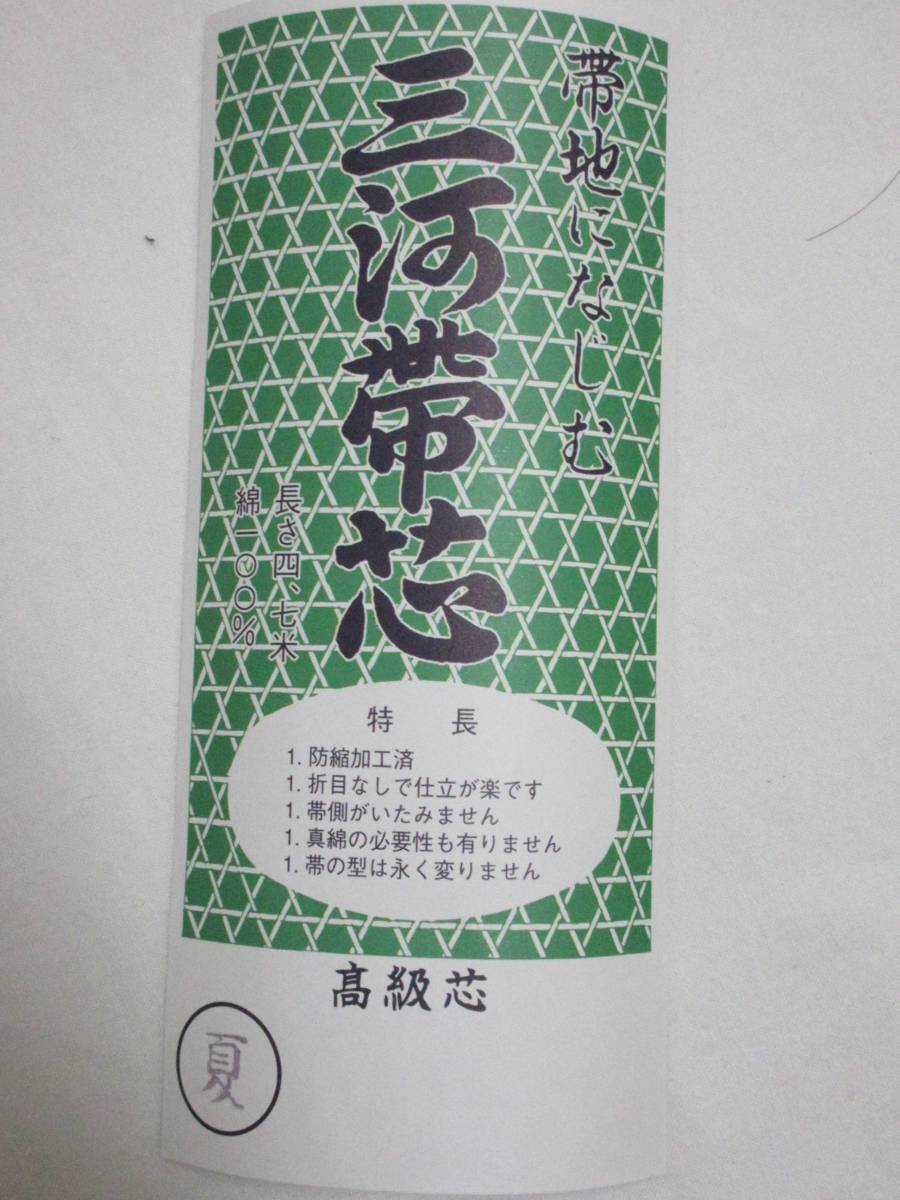 帯地になじむ
三河帯芯
長さ四、七米
綿一〇〇%
特 長
1. 防縮加工済
1. 折目なしで仕立が楽です
1. 帯側がいたみません
1. 真綿の必要性も有りません
1. 帯の型は永く変りません
髙級芯
夏